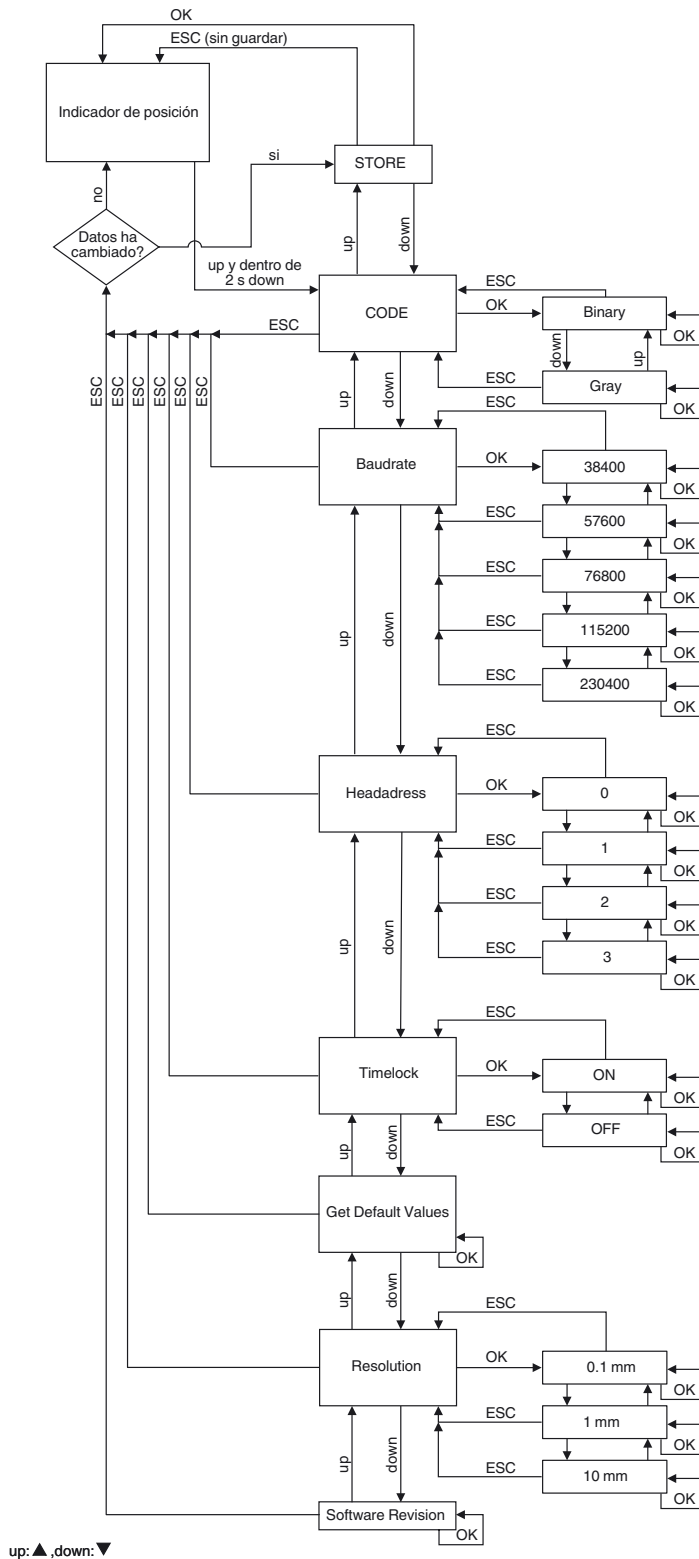 OK
ESC (sin guardar)
Indicador de posición
si
STORE
no
Datos ha
cambiado?
up
down
up y dentro de
2 s down
ESC
CODE
OK
ESC
Binary
OK
down
up
ESC
Gray
OK
ESC
ESC
ESC
ESC
ESC
ESC
up
down
ESC
Baudrate
OK
38400
OK
ESC
57600
OK
ESC
76800
OK
ESC
115200
OK
ESC
230400
OK
up
down
ESC
Headadress
OK
0
OK
ESC
1
OK
ESC
2
OK
ESC
3
OK
up
down
ESC
Timelock
OK
ON
OK
ESC
OFF
OK
up
down
Get Default Values
OK
up
down
ESC
Resolution
OK
0.1 mm
OK
ESC
1 mm
OK
ESC
10 mm
OK
up
down
Software Revision
OK
up:▲ ,down:▼